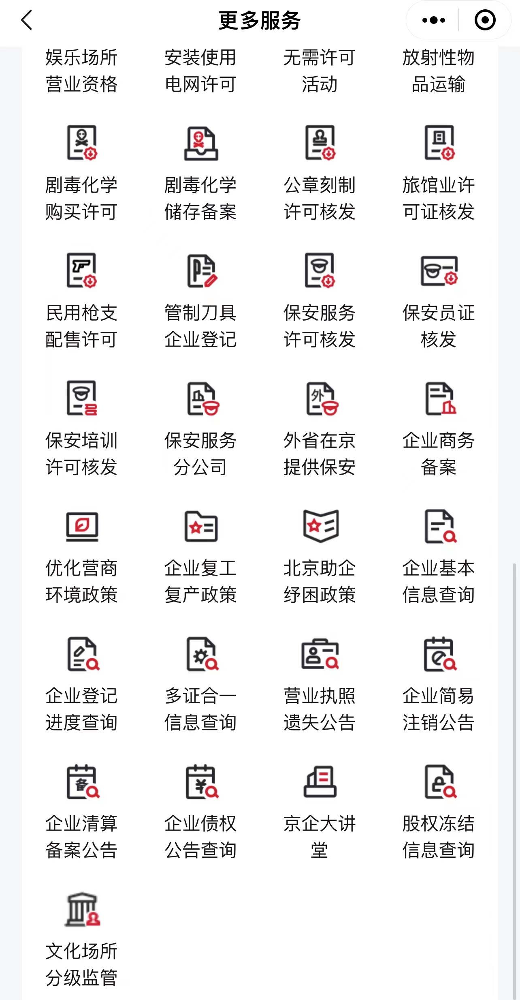 更多服务
娱乐场所 安装使用 无需许可 放射性物
营业资格 电网许可 活动 品运输
剧毒化学 剧毒化学 公章刻制 旅馆业许
购买许可 储存备案 许可核发 可证核发
民用枪支 管制刀具 保安服务 保安员证
配售许可 企业登记 许可核发 核发
外
保安培训 保安服务 外省在京 企业商务
许可核发 分公司 提供保安 备案
优化营商 企业复工 北京助企 企业基本
环境政策 复产政策 纾困政策 信息查询
企业登记 多证合一 营业执照 企业简易
进度查询 信息查询 遗失公告 注销公告
备 ¥
企业清算 企业债权 京企大讲 股权冻结
备案公告 公告查询 堂 信息查询
文化场所
分级监管